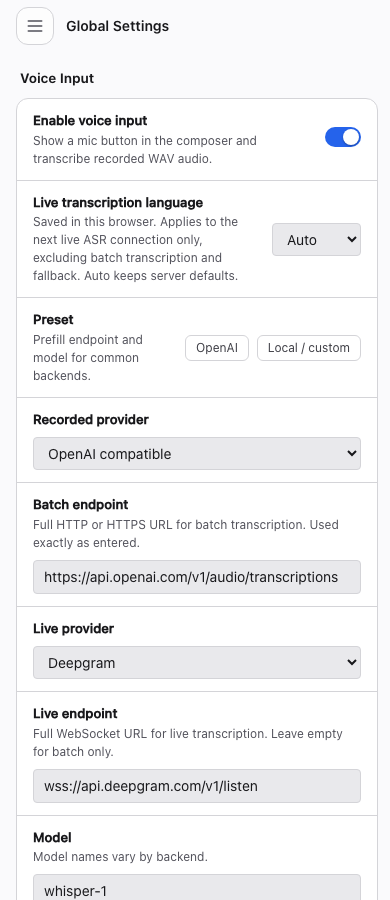 Global Settings
Voice Input
Enable voice input
Show a mic button in the composer and
transcribe recorded WAV audio.
Live transcription language
Saved in this browser. Applies to the
next live ASR connection only,
excluding batch transcription and
fallback. Auto keeps server defaults.
Auto
Preset
Prefill endpoint and
model for common
backends.
OpenAI
Local / custom
Recorded provider
OpenAI compatible
Batch endpoint
Full HTTP or HTTPS URL for batch transcription. Used
exactly as entered.
https://api.openai.com/v1/audio/transcriptions
Live provider
Deepgram
Live endpoint
Full WebSocket URL for live transcription. Leave empty
for batch only.
wss://api.deepgram.com/v1/listen
Model
Model names vary by backend.
whisper-1